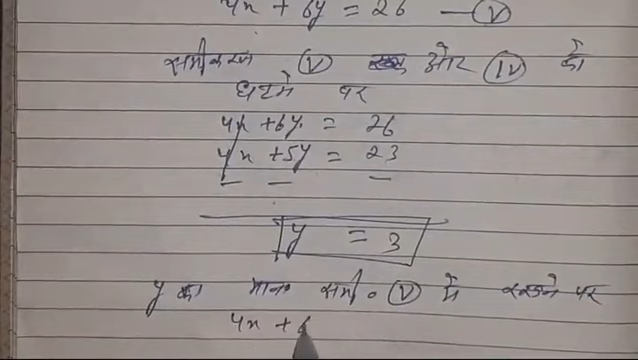 4x + 6y = 26 — (V)
समीकरण (V) और (IV) को
घटाने पर
4x + 6y = 26
4x + 5y = 23
— — —
y = 3
y का मान समी० (V) में रखने पर
4x + 6